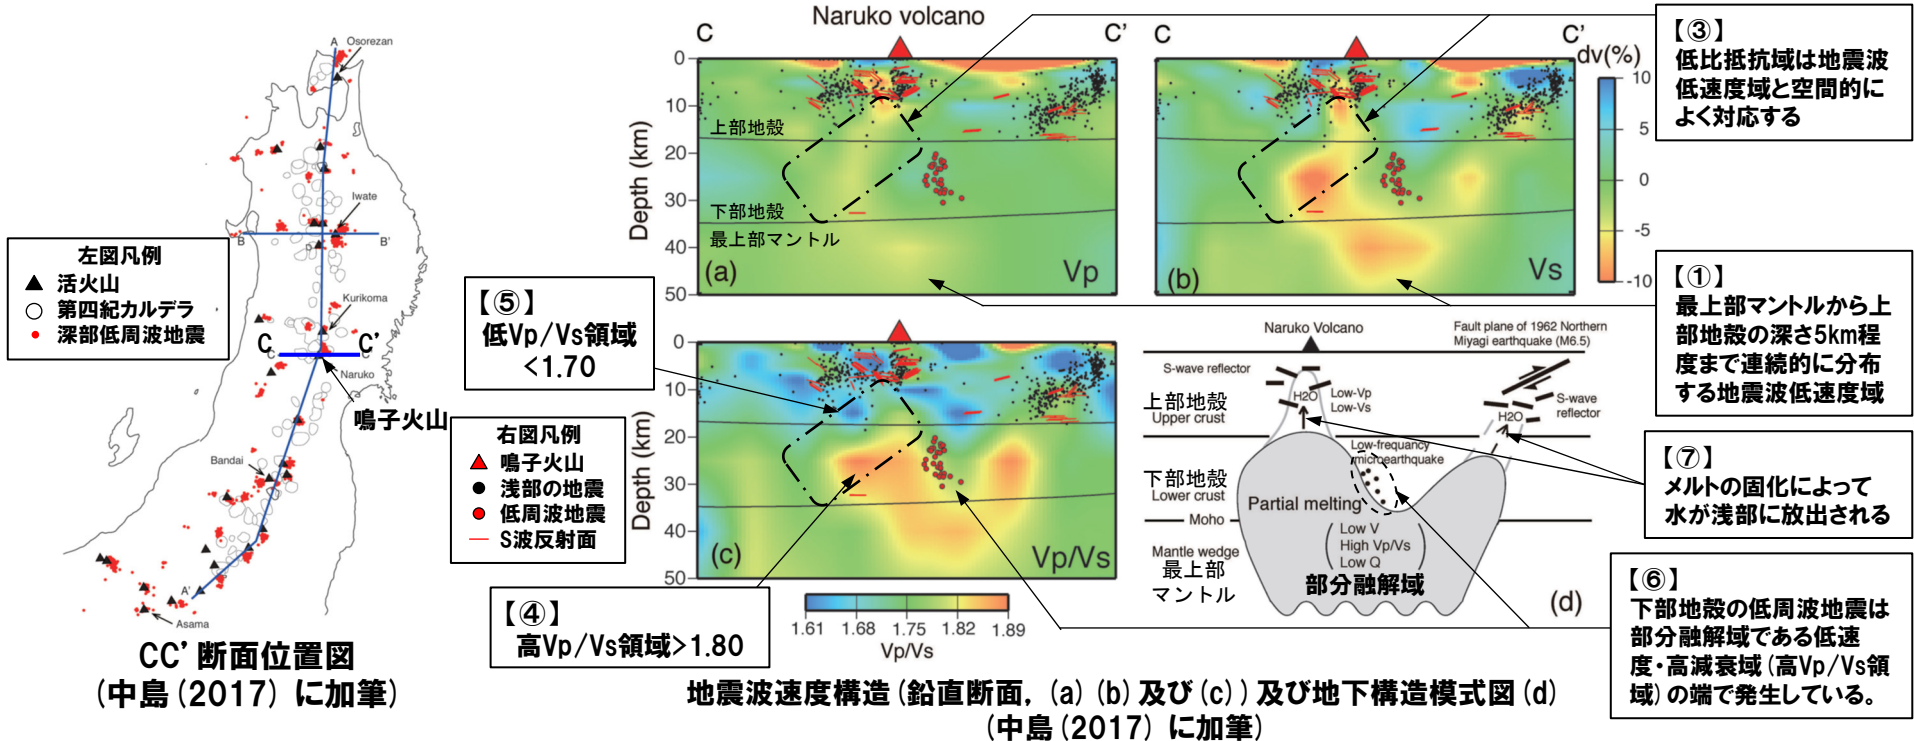 A
Osorezan
Iwate
B
B'
D
Kurikoma
C
C'
C
C'
Naruko
鳴子火山
Bandai
A'
Asama
左図凡例
活火山
第四紀カルデラ
深部低周波地震
CC’断面位置図
(中島(2017) に加筆)
Naruko volcano
C
C'
0
10
20
30
40
50
Depth (km)
上部地殻
下部地殻
最上部マントル
(a)
Vp
C
C'
(b)
Vs
dv(%)
10
5
0
-5
-10
0
10
20
30
40
50
Depth (km)
(c)
Vp/Vs
1.61
1.68
1.75
1.82
1.89
Vp/Vs
【③】
低比抵抗域は地震波
低速度域と空間的に
よく対応する
【①】
最上部マントルから上
部地殻の深さ5km程
度まで連続的に分布
する地震波低速度域
【⑤】
低Vp/Vs領域
<1.70
右図凡例
鳴子火山
浅部の地震
低周波地震
S波反射面
【④】
高Vp/Vs領域>1.80
Naruko Volcano
Fault plane of 1962 Northern
Miyagi earthquake (M6.5)
S-wave reflector
上部地殻
Upper crust
H2O
Low-Vp
Low-Vs
H2O
S-wave
reflector
Low-frequancy
microearthquake
下部地殻
Lower crust
Partial melting
Moho
Low V
High Vp/Vs
Low Q
Mantle wedge
最上部
マントル
部分融解域
(d)
【⑦】
メルトの固化によって
水が浅部に放出される
【⑥】
下部地殻の低周波地震は
部分融解域である低速
度・高減衰域(高Vp/Vs領
域)の端で発生している。
地震波速度構造(鉛直断面, (a) (b) 及び(c)) 及び地下構造模式図(d)
(中島(2017) に加筆)